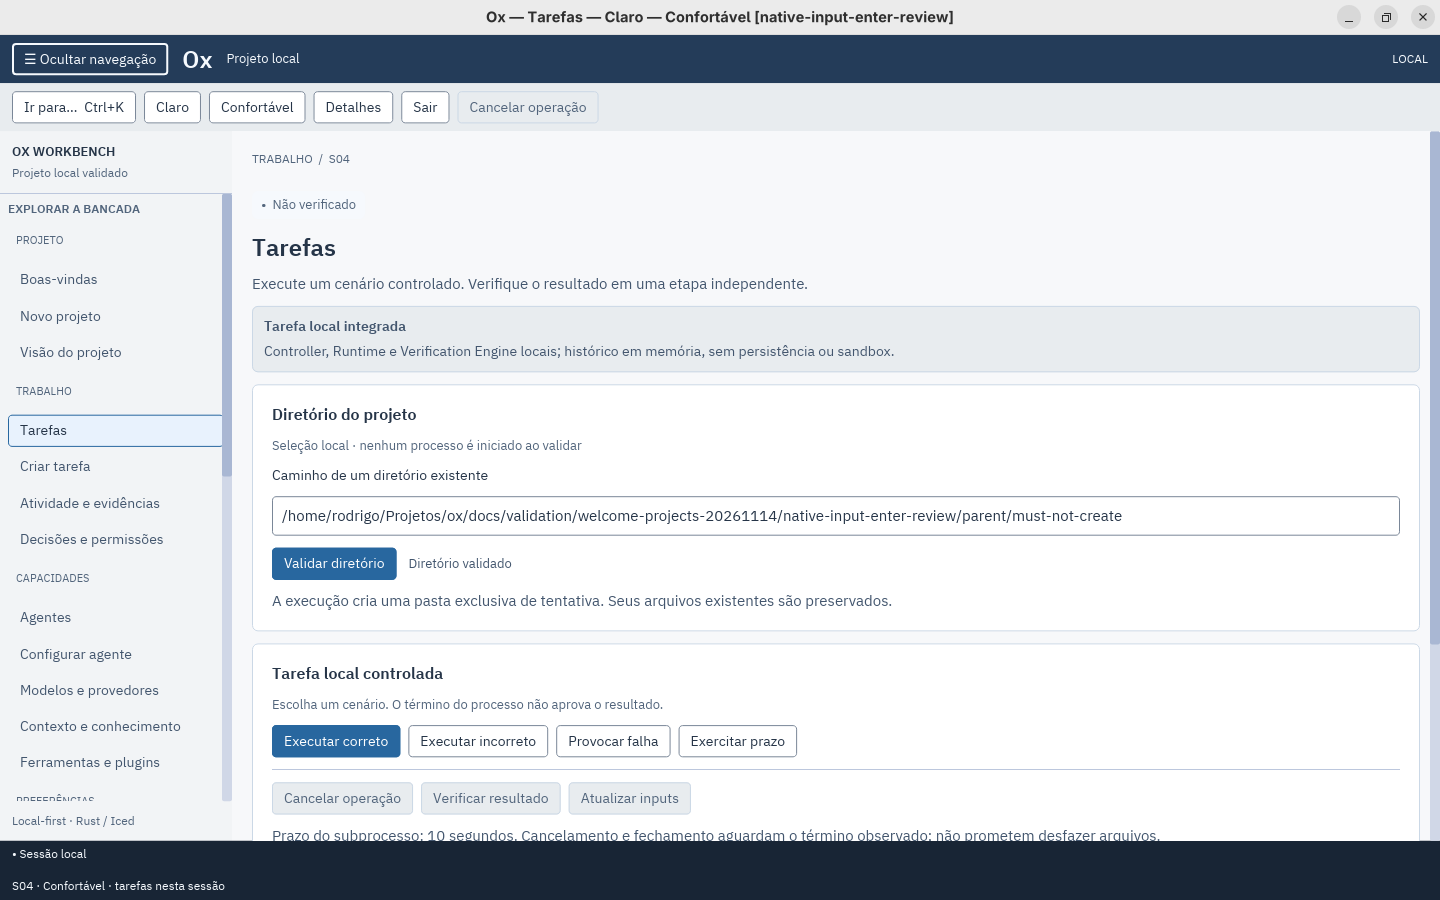 Ox — Tarefas — Claro — Confortável [native-input-enter-review]
☰ Ocultar navegação
Ox
Projeto local
LOCAL
Ir para... Ctrl+K
Claro
Confortável
Detalhes
Sair
Cancelar operação
OX WORKBENCH
Projeto local validado
EXPLORAR A BANCADA
PROJETO
Boas-vindas
Novo projeto
Visão do projeto
TRABALHO
Tarefas
Criar tarefa
Atividade e evidências
Decisões e permissões
CAPACIDADES
Agentes
Configurar agente
Modelos e provedores
Contexto e conhecimento
Ferramentas e plugins
PREFERÊNCIAS
Local-first · Rust / Iced
TRABALHO / S04
• Não verificado
Tarefas
Execute um cenário controlado. Verifique o resultado em uma etapa independente.
Tarefa local integrada
Controller, Runtime e Verification Engine locais; histórico em memória, sem persistência ou sandbox.
Diretório do projeto
Seleção local · nenhum processo é iniciado ao validar
Caminho de um diretório existente
/home/rodrigo/Projetos/ox/docs/validation/welcome-projects-20261114/native-input-enter-review/parent/must-not-create
Validar diretório
Diretório validado
A execução cria uma pasta exclusiva de tentativa. Seus arquivos existentes são preservados.
Tarefa local controlada
Escolha um cenário. O término do processo não aprova o resultado.
Executar correto
Executar incorreto
Provocar falha
Exercitar prazo
Cancelar operação
Verificar resultado
Atualizar inputs
Prazo do subprocesso: 10 segundos. Cancelamento e fechamento aguardam o término observado; não prometem desfazer arquivos.
• Sessão local
S04 · Confortável · tarefas nesta sessão